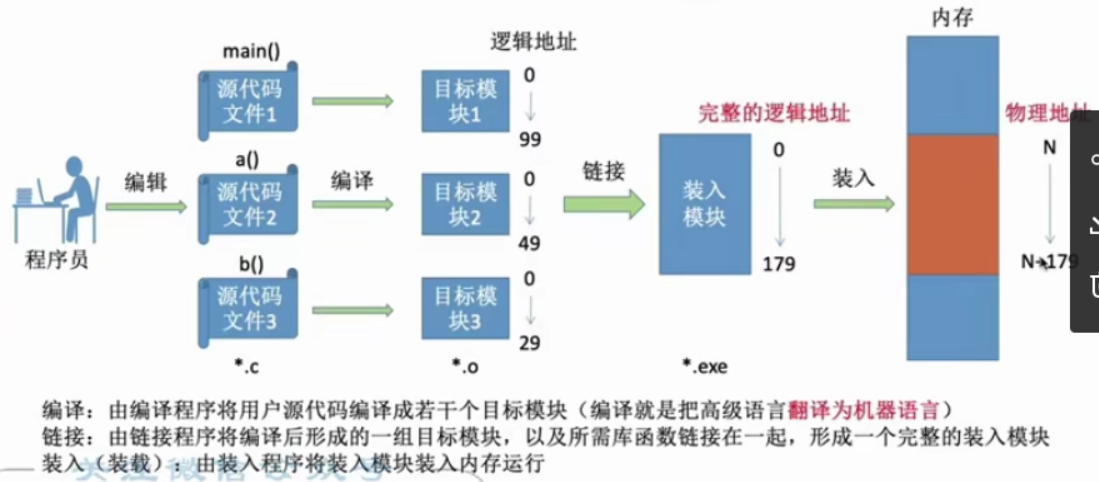 内存
main()
逻辑地址
源代码
文件1
目标模
块1
0
99
完整的逻辑地址
物理地址
a()
编辑
源代码
文件2
编译
目标模
块2
0
49
链接
装入
模块
0
179
装入
N
N+179
程序员
b()
源代码
文件3
目标模
块3
0
29
*.c
*.o
*.exe
编译：由编译程序将用户源代码编译成若干个目标模块（编译就是把高级语言翻译为机器语言）
链接：由链接程序将编译后形成的一组目标模块，以及所需库函数链接在一起，形成一个完整的装入模块
装入（装载）：由装入程序将装入模块装入内存运行